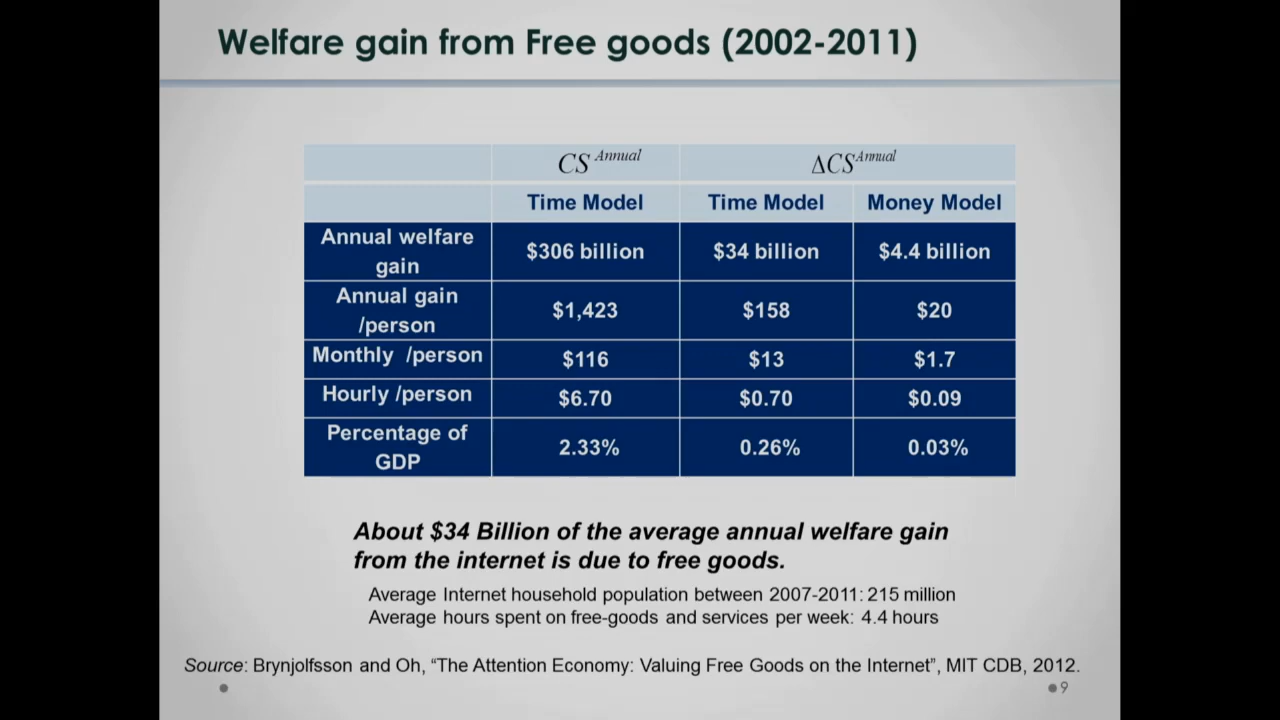 Welfare gain from Free goods (2002-2011)
CS Annual ΔCS Annual
Time Model Time Model Money Model
Annual welfare
gain $306 billion $34 billion $4.4 billion
Annual gain
/person $1,423 $158 $20
Monthly /person $116 $13 $1.7
Hourly /person $6.70 $0.70 $0.09
Percentage of
GDP 2.33% 0.26% 0.03%
About $34 Billion of the average annual welfare gain
from the internet is due to free goods.
Average Internet household population between 2007-2011: 215 million
Average hours spent on free-goods and services per week: 4.4 hours
Source: Brynjolfsson and Oh, “The Attention Economy: Valuing Free Goods on the Internet”, MIT CDB, 2012.
9